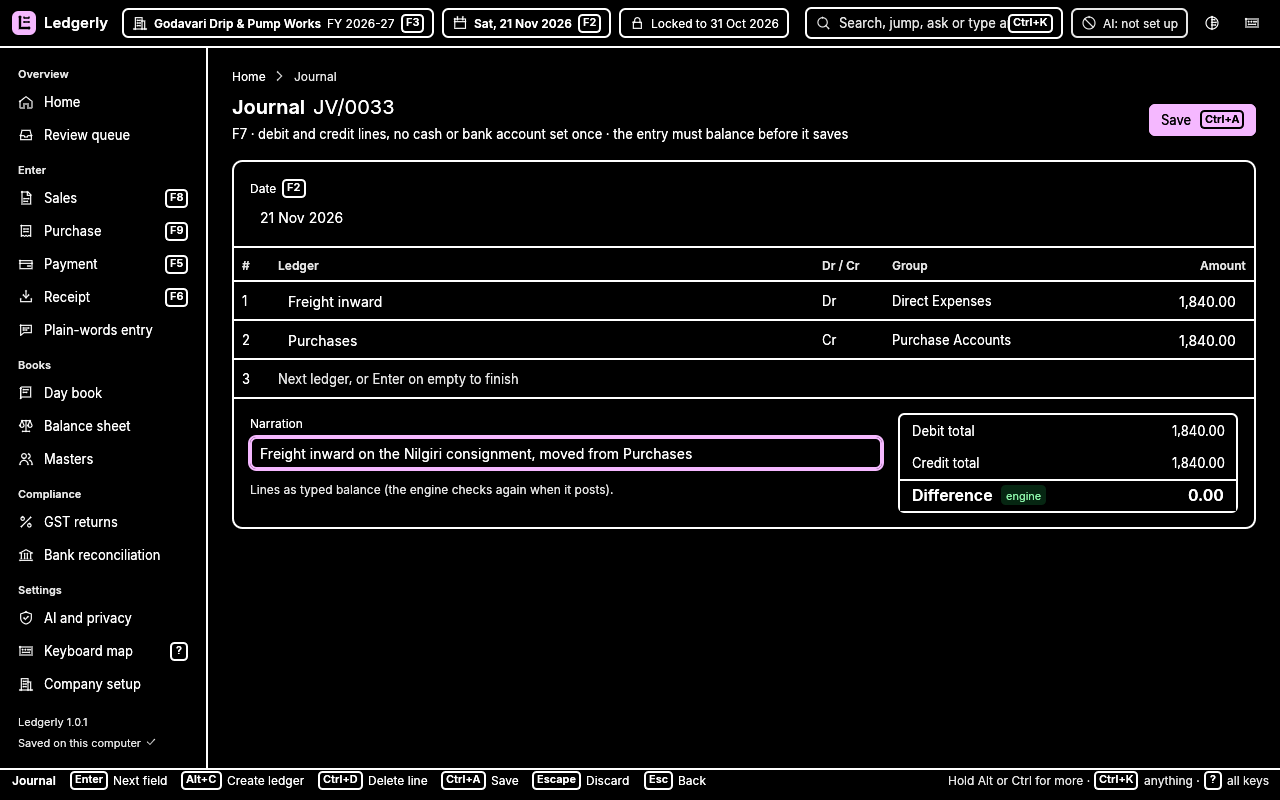 Ledgerly
Godavari Drip & Pump Works FY 2026-27 F3
Sat, 21 Nov 2026 F2
Locked to 31 Oct 2026
Search, jump, ask or type a Ctrl+K
AI: not set up
Overview
Home
Review queue
Enter
Sales F8
Purchase F9
Payment F5
Receipt F6
Plain-words entry
Books
Day book
Balance sheet
Masters
Compliance
GST returns
Bank reconciliation
Settings
AI and privacy
Keyboard map ?
Company setup
Ledgerly 1.0.1
Saved on this computer
Home Journal
Journal JV/0033
F7 · debit and credit lines, no cash or bank account set once · the entry must balance before it saves
Save Ctrl+A
Date F2
21 Nov 2026
# Ledger Dr / Cr Group Amount
1 Freight inward Dr Direct Expenses 1,840.00
2 Purchases Cr Purchase Accounts 1,840.00
3 Next ledger, or Enter on empty to finish
Narration
Freight inward on the Nilgiri consignment, moved from Purchases
Lines as typed balance (the engine checks again when it posts).
Debit total 1,840.00
Credit total 1,840.00
Difference engine 0.00
Journal Enter Next field Alt+C Create ledger Ctrl+D Delete line Ctrl+A Save Escape Discard Esc Back
Hold Alt or Ctrl for more · Ctrl+K anything · ? all keys